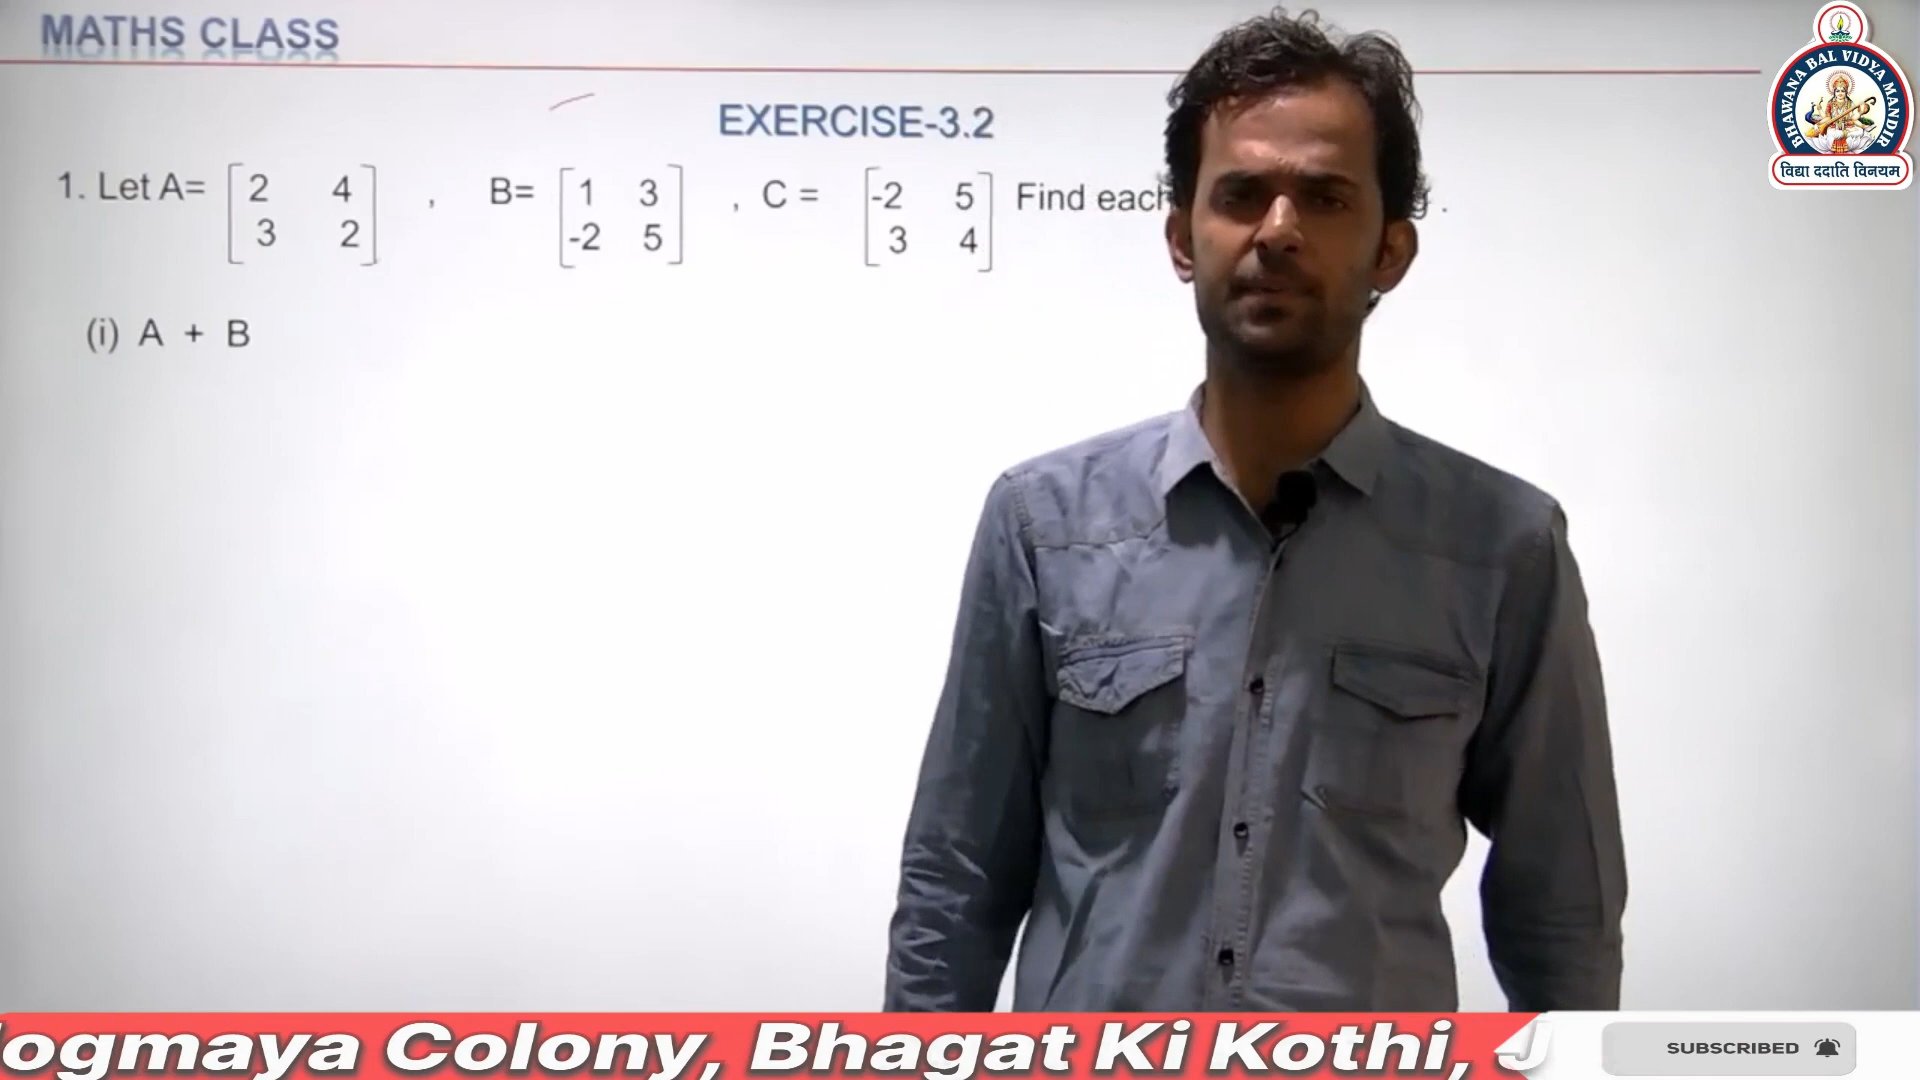 MATHS CLASS
EXERCISE-3.2
1. Let A= [2 4] , B= [1 3] , C = [-2 5] Find each .
[3 2] [-2 5] [3 4]
(i) A + B
BHAWANA BAL VIDYA MANDIR
विद्या ददाति विनयम
ogmaya Colony, Bhagat Ki Kothi, J
SUBSCRIBED